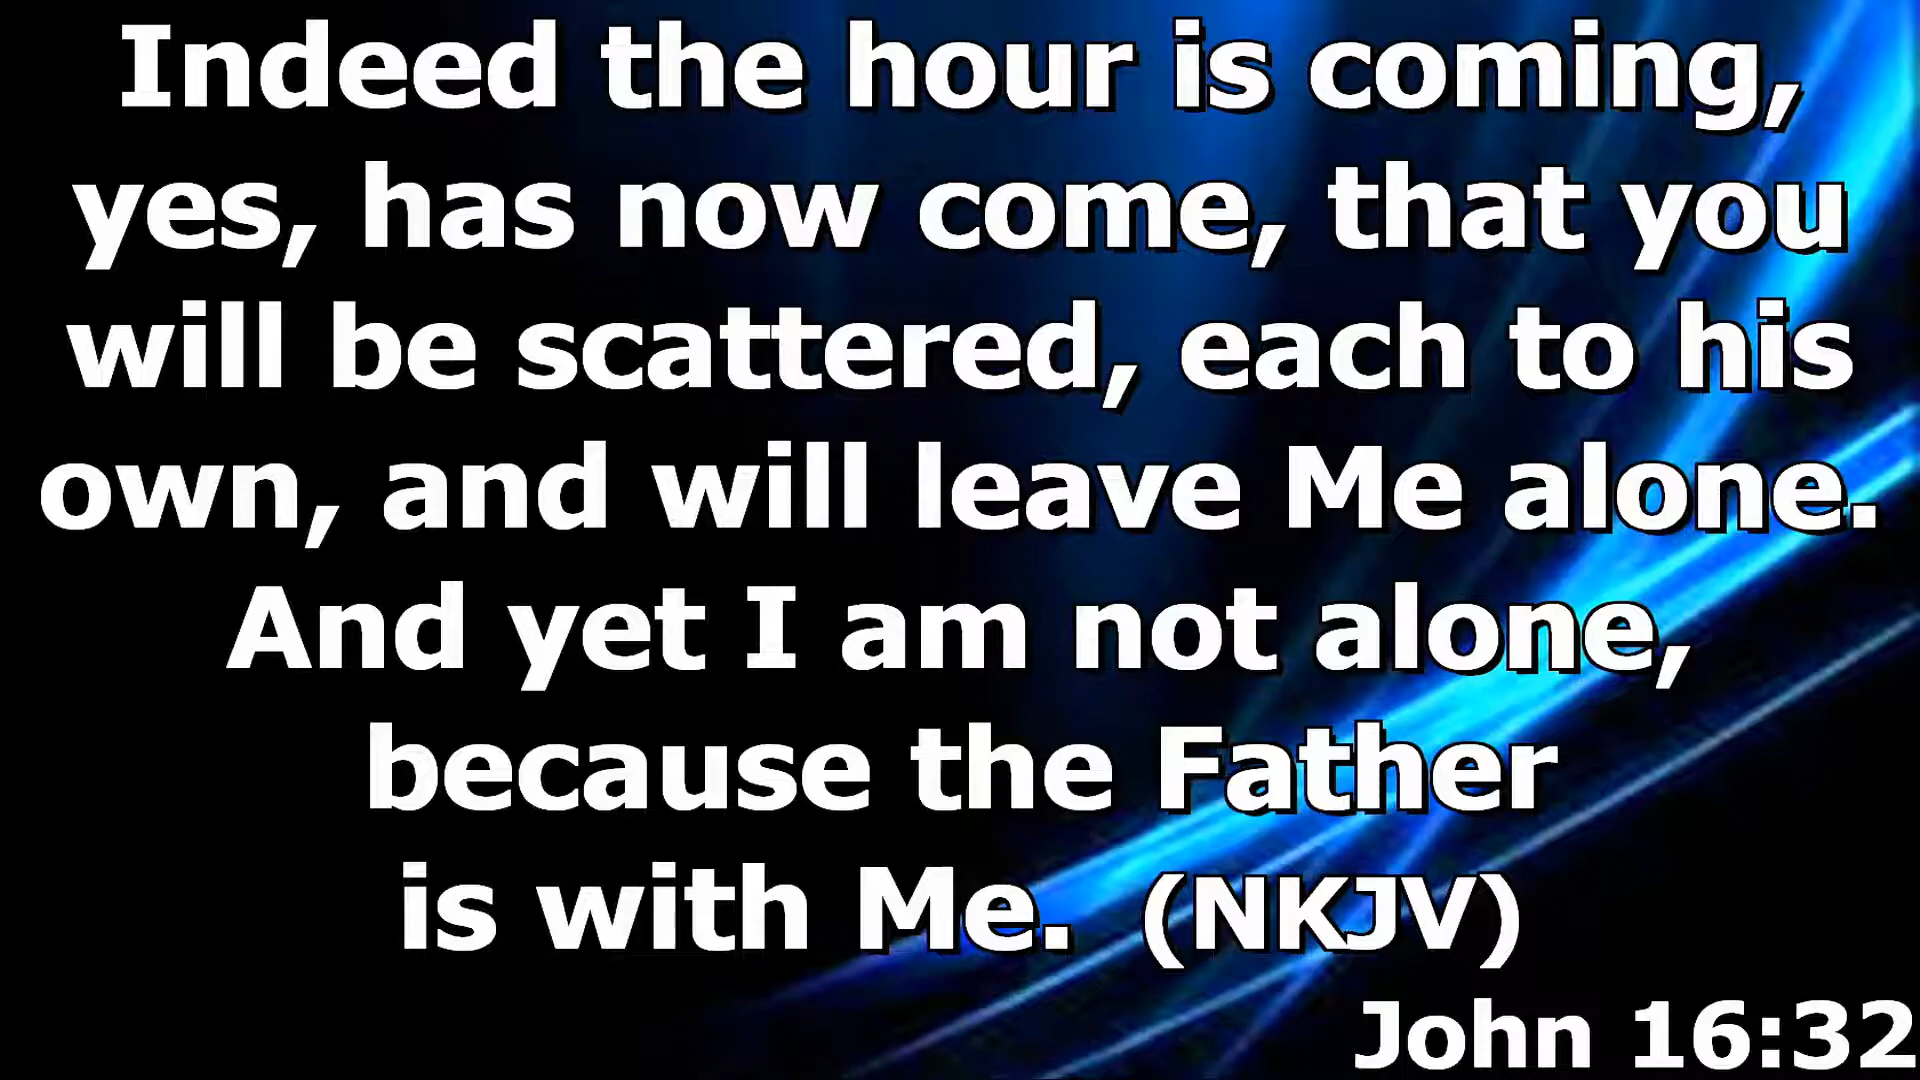 Indeed the hour is coming,
yes, has now come, that you
will be scattered, each to his
own, and will leave Me alone.
And yet I am not alone,
because the Father
is with Me. (NKJV)
John 16:32